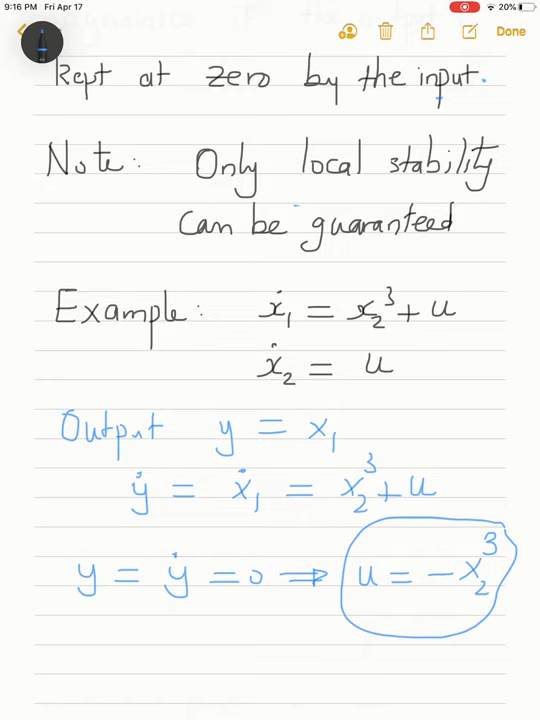 9:16 PM Fri Apr 17
20%
Done
kept at zero by the input.
Note: Only local stability
can be guaranteed
Example: ẋ₁ = x₂³ + u
ẋ₂ = u
Output y = x₁
ẏ = ẋ₁ = x₂³ + u
y = ẏ = 0 ⇒ u = −x₂³